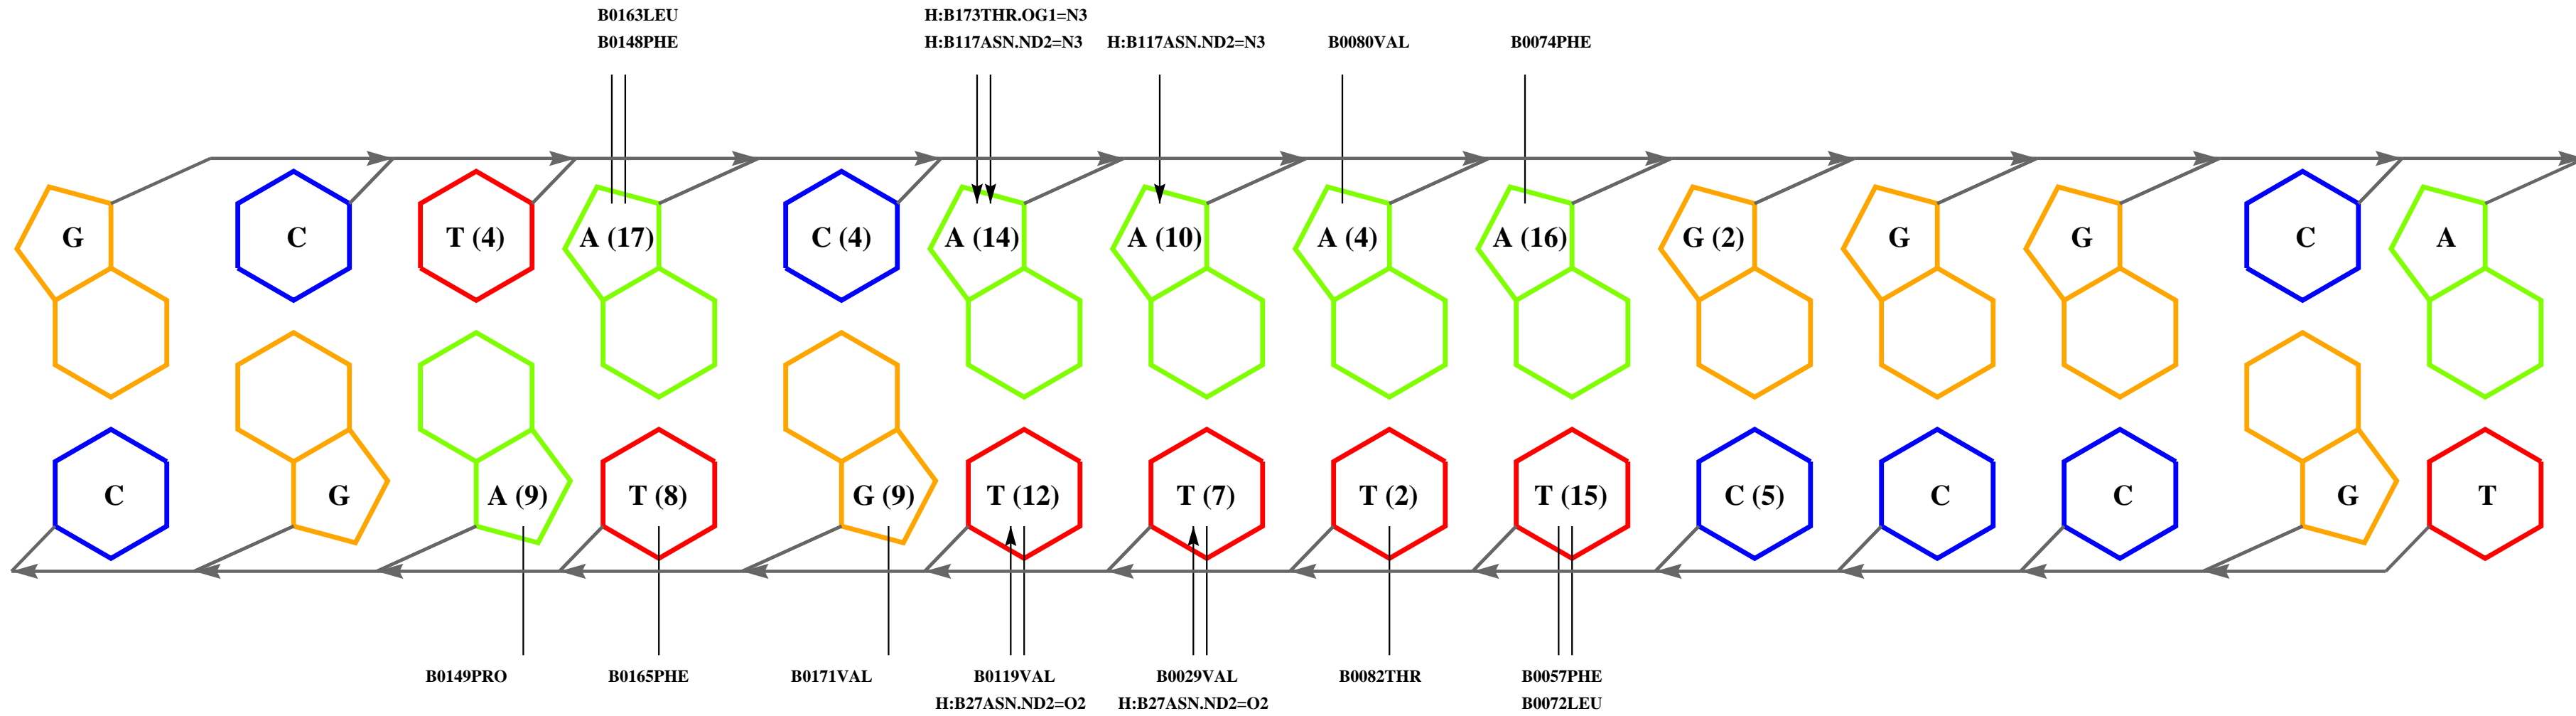 B0163LEU H:B173THR.OG1=N3
B0148PHE H:B117ASN.ND2=N3 H:B117ASN.ND2=N3 B0080VAL B0074PHE
G C T (4) A (17) C (4) A (14) A (10) A (4) A (16) G (2) G G C A
C G A (9) T (8) G (9) T (12) T (7) T (2) T (15) C (5) C C G T
B0149PRO B0165PHE B0171VAL B0119VAL B0029VAL B0082THR B0057PHE
H:B27ASN.ND2=O2 H:B27ASN.ND2=O2 B0072LEU